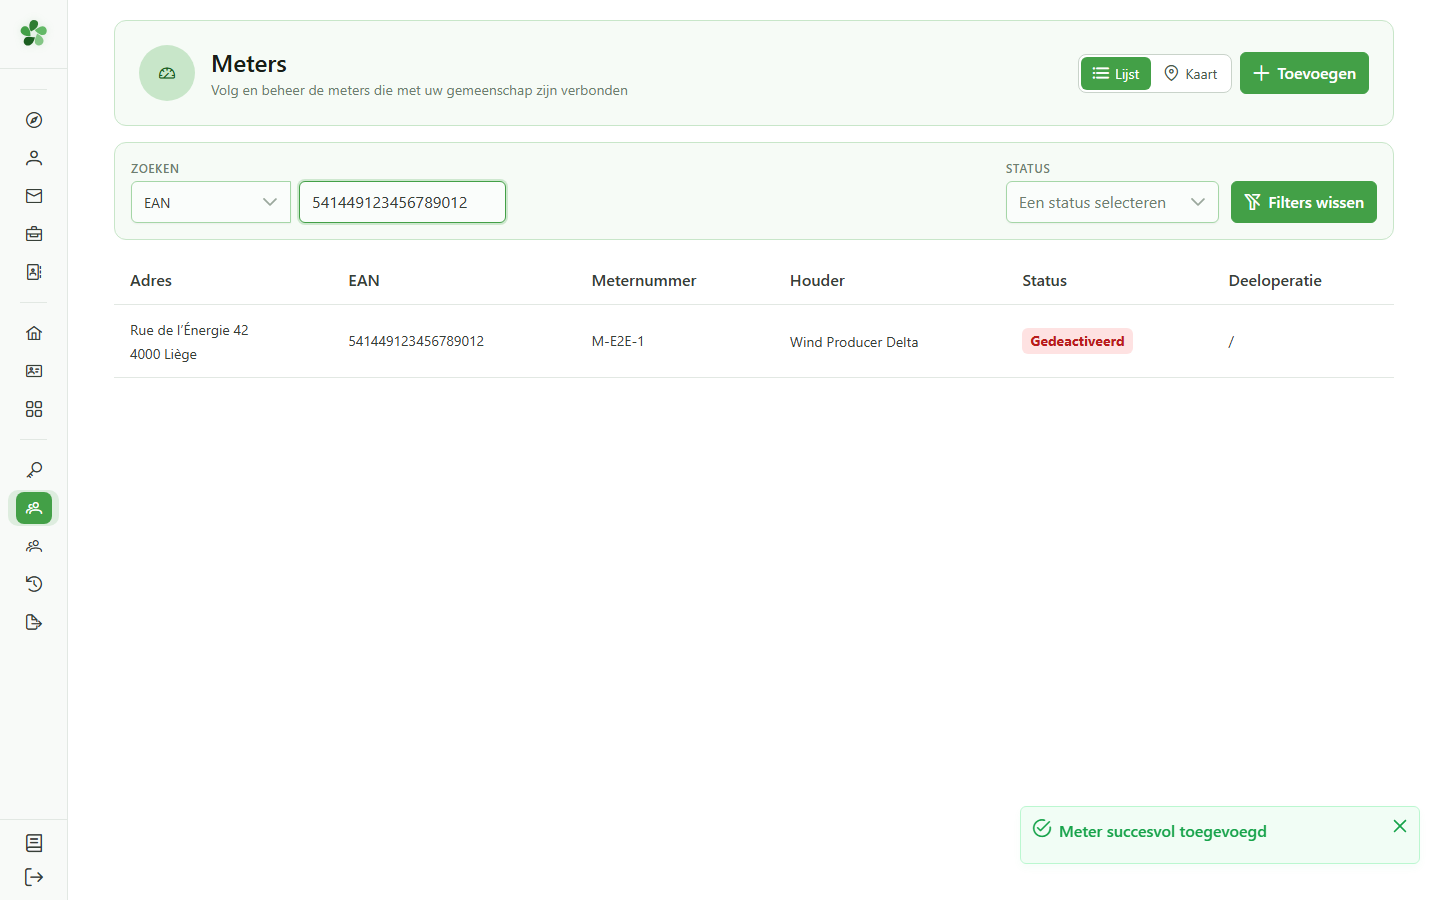 Meters
Volg en beheer de meters die met uw gemeenschap zijn verbonden
Lijst
Kaart
Toevoegen
ZOEKEN
EAN
541449123456789012
STATUS
Een status selecteren
Filters wissen
Adres EAN Meternummer Houder Status Deeloperatie
Rue de l'Énergie 42
4000 Liège
541449123456789012
M-E2E-1
Wind Producer Delta
Gedeactiveerd
/
Meter succesvol toegevoegd